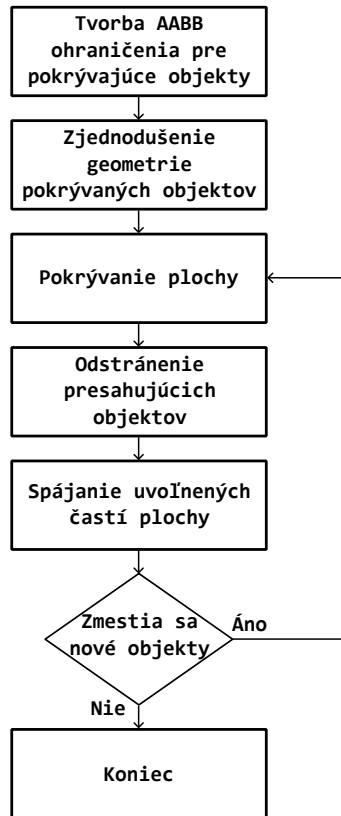 Tvorba AABB
ohraničenia pre
pokrývajúce objekty
Zjednodušenie
geometrie
pokrývaných objektov
Pokrývanie plochy
Odstránenie
presahujúcich
objektov
Spájanie uvoľnených
častí plochy
Zmestia sa
nové objekty
Áno
Nie
Koniec